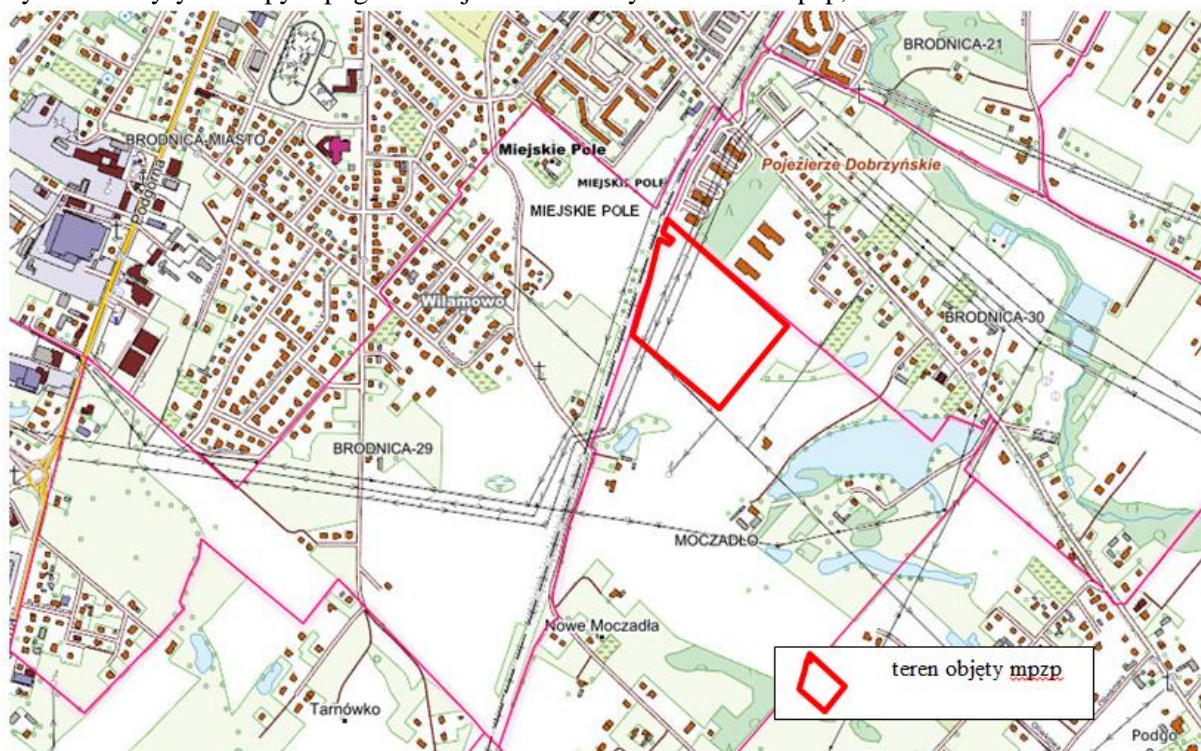 BRODNICA-21
BRODNICA-MIASTO
Podgórna
Miejskie Pole
MIEJSKIE POLE
MIEJSKIE POLE
Pojezierze Dobrzyńskie
Wilamowo
BRODNICA-30
BRODNICA-29
MOCZADŁO
Nowe Moczadła
teren objęty mpzp
Tarnówko